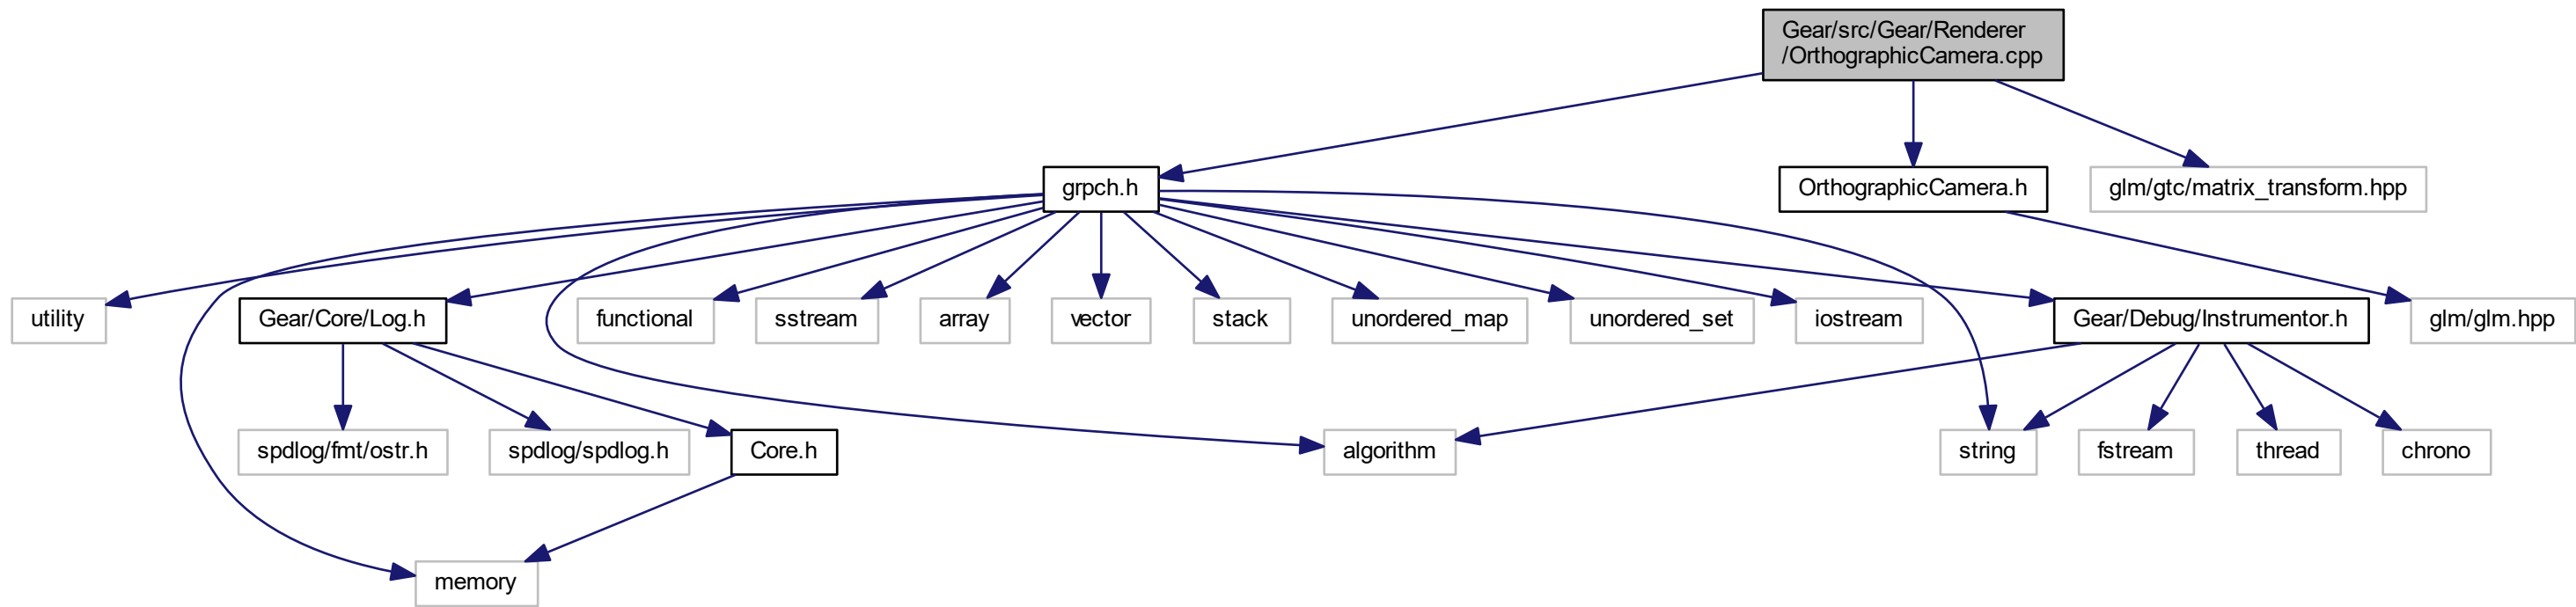 Gear/src/Gear/Renderer
/OrthographicCamera.cpp
grpch.h
OrthographicCamera.h
glm/gtc/matrix_transform.hpp
utility
Gear/Core/Log.h
functional
sstream
array
vector
stack
unordered_map
unordered_set
iostream
Gear/Debug/Instrumentor.h
glm/glm.hpp
spdlog/fmt/ostr.h
spdlog/spdlog.h
Core.h
algorithm
string
fstream
thread
chrono
memory